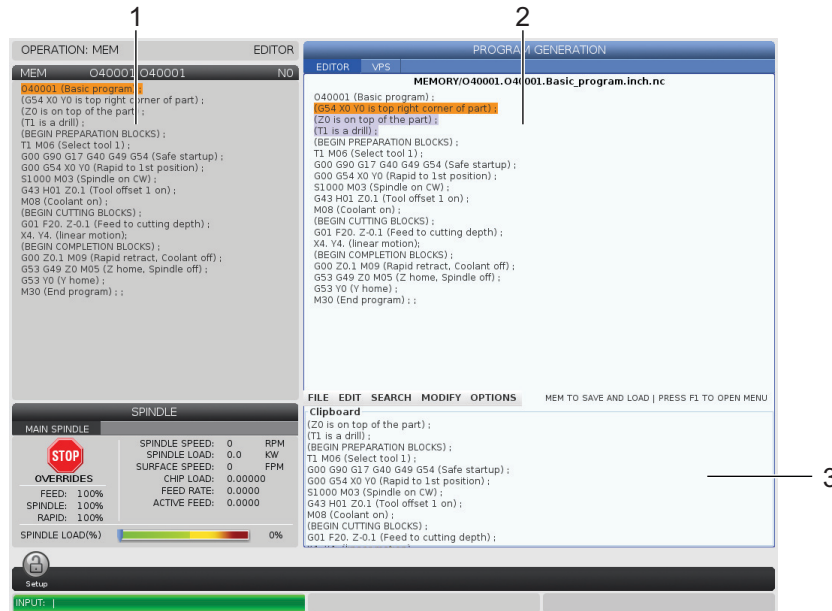 1
2
OPERATION: MEM EDITOR
MEM O40001.O40001 N0
O40001 (Basic program) ;
(G54 X0 Y0 is top right corner of part) ;
(Z0 is on top of the part) ;
(T1 is a drill) ;
(BEGIN PREPARATION BLOCKS) ;
T1 M06 (Select tool 1) ;
G00 G90 G17 G40 G49 G54 (Safe startup) ;
G00 G54 X0 Y0 (Rapid to 1st position) ;
S1000 M03 (Spindle on CW) ;
G43 H01 Z0.1 (Tool offset 1 on) ;
M08 (Coolant on) ;
(BEGIN CUTTING BLOCKS) ;
G01 F20. Z-0.1 (Feed to cutting depth) ;
X4. Y4. (linear motion);
(BEGIN COMPLETION BLOCKS) ;
G00 Z0.1 M09 (Rapid retract, Coolant off) ;
G53 G49 Z0 M05 (Z home, Spindle off) ;
G53 Y0 (Y home) ;
M30 (End program) ; ;
PROGRAM GENERATION
EDITOR VPS
MEMORY/O40001.O40001.Basic_program.inch.nc
O40001 (Basic program) ;
(G54 X0 Y0 is top right corner of part) ;
(Z0 is on top of the part) ;
(T1 is a drill) ;
(BEGIN PREPARATION BLOCKS) ;
T1 M06 (Select tool 1) ;
G00 G90 G17 G40 G49 G54 (Safe startup) ;
G00 G54 X0 Y0 (Rapid to 1st position) ;
S1000 M03 (Spindle on CW) ;
G43 H01 Z0.1 (Tool offset 1 on) ;
M08 (Coolant on) ;
(BEGIN CUTTING BLOCKS) ;
G01 F20. Z-0.1 (Feed to cutting depth) ;
X4. Y4. (linear motion);
(BEGIN COMPLETION BLOCKS) ;
G00 Z0.1 M09 (Rapid retract, Coolant off) ;
G53 G49 Z0 M05 (Z home, Spindle off) ;
G53 Y0 (Y home) ;
M30 (End program) ; ;
FILE EDIT SEARCH MODIFY OPTIONS MEM TO SAVE AND LOAD | PRESS F1 TO OPEN MENU
Clipboard
(Z0 is on top of the part) ;
(T1 is a drill) ;
(BEGIN PREPARATION BLOCKS) ;
T1 M06 (Select tool 1) ;
G00 G90 G17 G40 G49 G54 (Safe startup) ;
G00 G54 X0 Y0 (Rapid to 1st position) ;
S1000 M03 (Spindle on CW) ;
G43 H01 Z0.1 (Tool offset 1 on) ;
M08 (Coolant on) ;
(BEGIN CUTTING BLOCKS) ;
G01 F20. Z-0.1 (Feed to cutting depth) ;
3
SPINDLE
MAIN SPINDLE
STOP
OVERRIDES
FEED: 100%
SPINDLE: 100%
RAPID: 100%
SPINDLE SPEED: 0 RPM
SPINDLE LOAD: 0.0 KW
SURFACE SPEED: 0 FPM
CHIP LOAD: 0.00000
FEED RATE: 0.0000
ACTIVE FEED: 0.0000
SPINDLE LOAD(%) 0%
Setup
INPUT: |